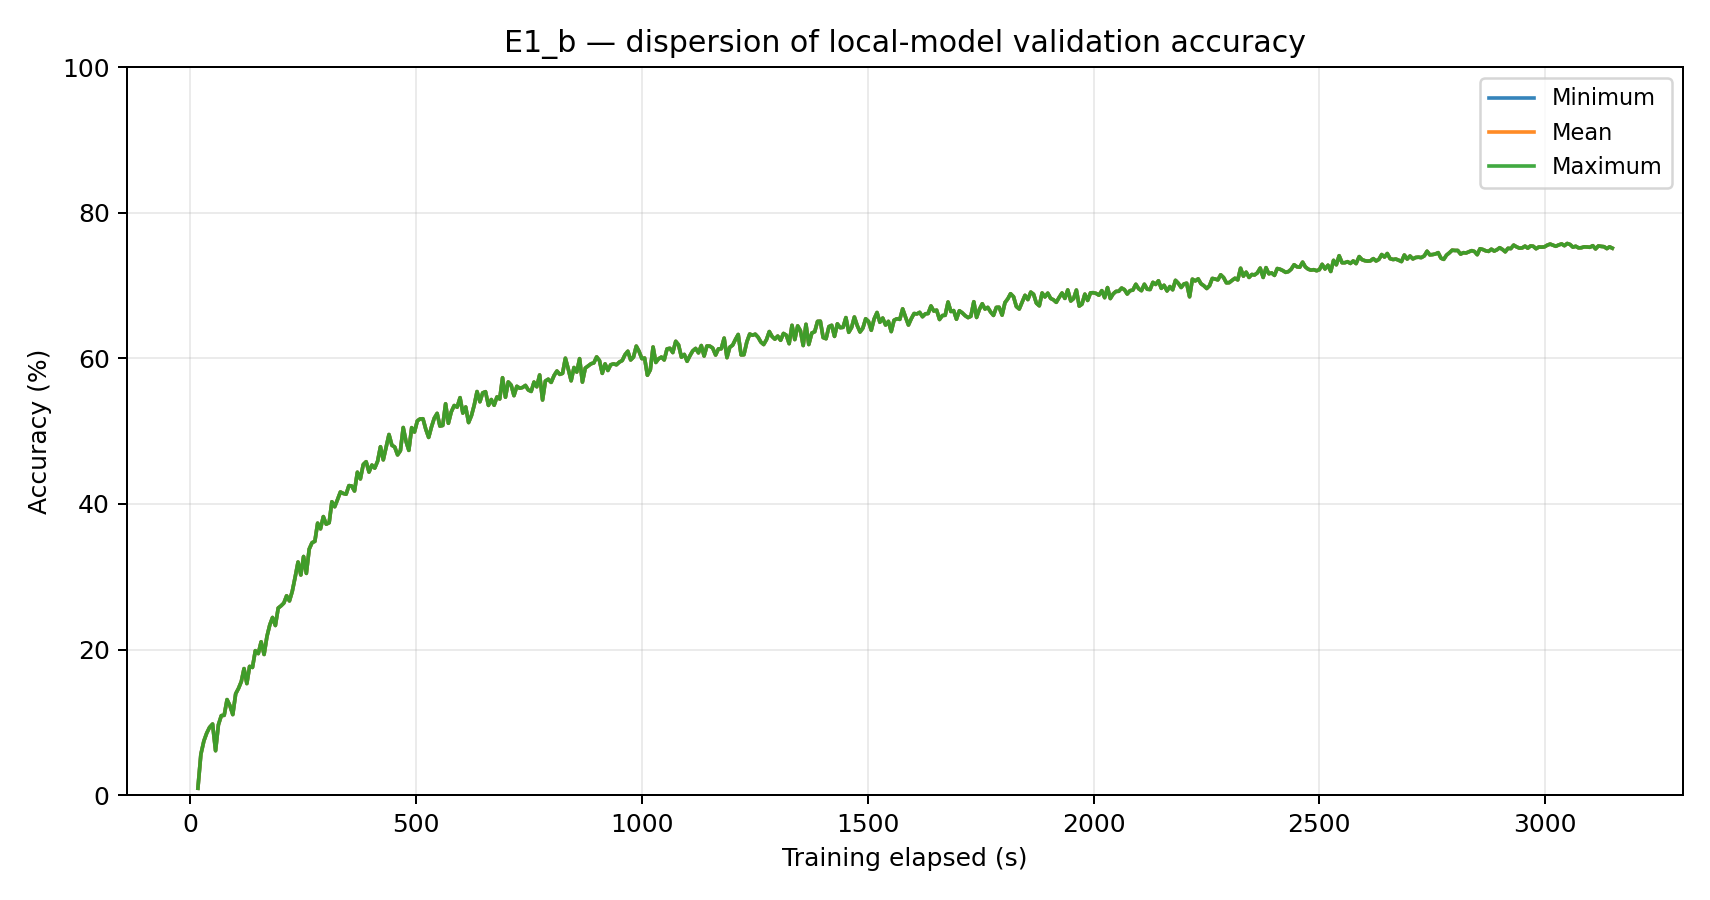 E1_b — dispersion of local-model validation accuracy
Minimum
Mean
Maximum
Accuracy (%)
100
80
60
40
20
0
0 500 1000 1500 2000 2500 3000
Training elapsed (s)